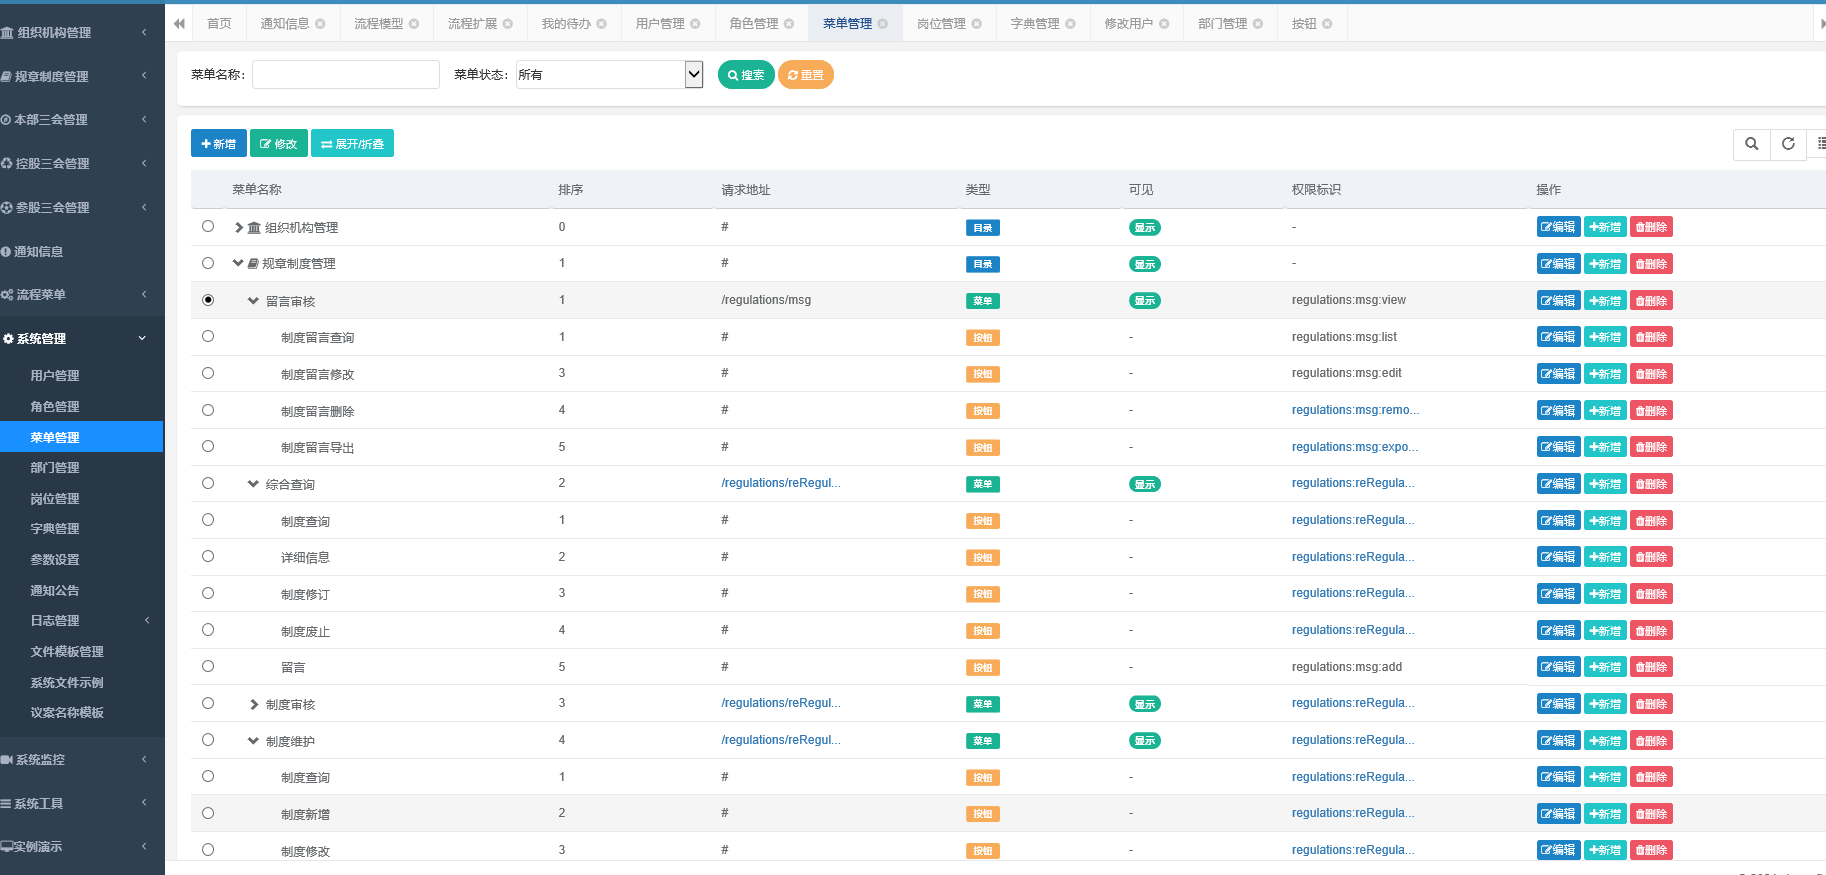 首页 通知信息 流程模型 流程扩展 我的待办 用户管理 角色管理 菜单管理 岗位管理 字典管理 修改用户 部门管理 按钮
组织机构管理
规章制度管理
本部三会管理
控股三会管理
参股三会管理
通知信息
流程菜单
系统管理
用户管理
角色管理
菜单管理
部门管理
岗位管理
字典管理
参数设置
通知公告
日志管理
文件模板管理
系统文件示例
议案名称模板
系统监控
系统工具
实例演示
菜单名称： 菜单状态： 所有 搜索 重置
新增 修改 展开/折叠
菜单名称 排序 请求地址 类型 可见 权限标识 操作
组织机构管理 0 # 目录 显示 - 编辑 新增 删除
规章制度管理 1 # 目录 显示 - 编辑 新增 删除
留言审核 1 /regulations/msg 菜单 显示 regulations:msg:view 编辑 新增 删除
制度留言查询 1 # 按钮 - regulations:msg:list 编辑 新增 删除
制度留言修改 3 # 按钮 - regulations:msg:edit 编辑 新增 删除
制度留言删除 4 # 按钮 - regulations:msg:remo... 编辑 新增 删除
制度留言导出 5 # 按钮 - regulations:msg:expo... 编辑 新增 删除
综合查询 2 /regulations/reRegul... 菜单 显示 regulations:reRegula... 编辑 新增 删除
制度查询 1 # 按钮 - regulations:reRegula... 编辑 新增 删除
详细信息 2 # 按钮 - regulations:reRegula... 编辑 新增 删除
制度修订 3 # 按钮 - regulations:reRegula... 编辑 新增 删除
制度废止 4 # 按钮 - regulations:reRegula... 编辑 新增 删除
留言 5 # 按钮 - regulations:msg:add 编辑 新增 删除
制度审核 3 /regulations/reRegul... 菜单 显示 regulations:reRegula... 编辑 新增 删除
制度维护 4 /regulations/reRegul... 菜单 显示 regulations:reRegula... 编辑 新增 删除
制度查询 1 # 按钮 - regulations:reRegula... 编辑 新增 删除
制度新增 2 # 按钮 - regulations:reRegula... 编辑 新增 删除
制度修改 3 # 按钮 - regulations:reRegula... 编辑 新增 删除